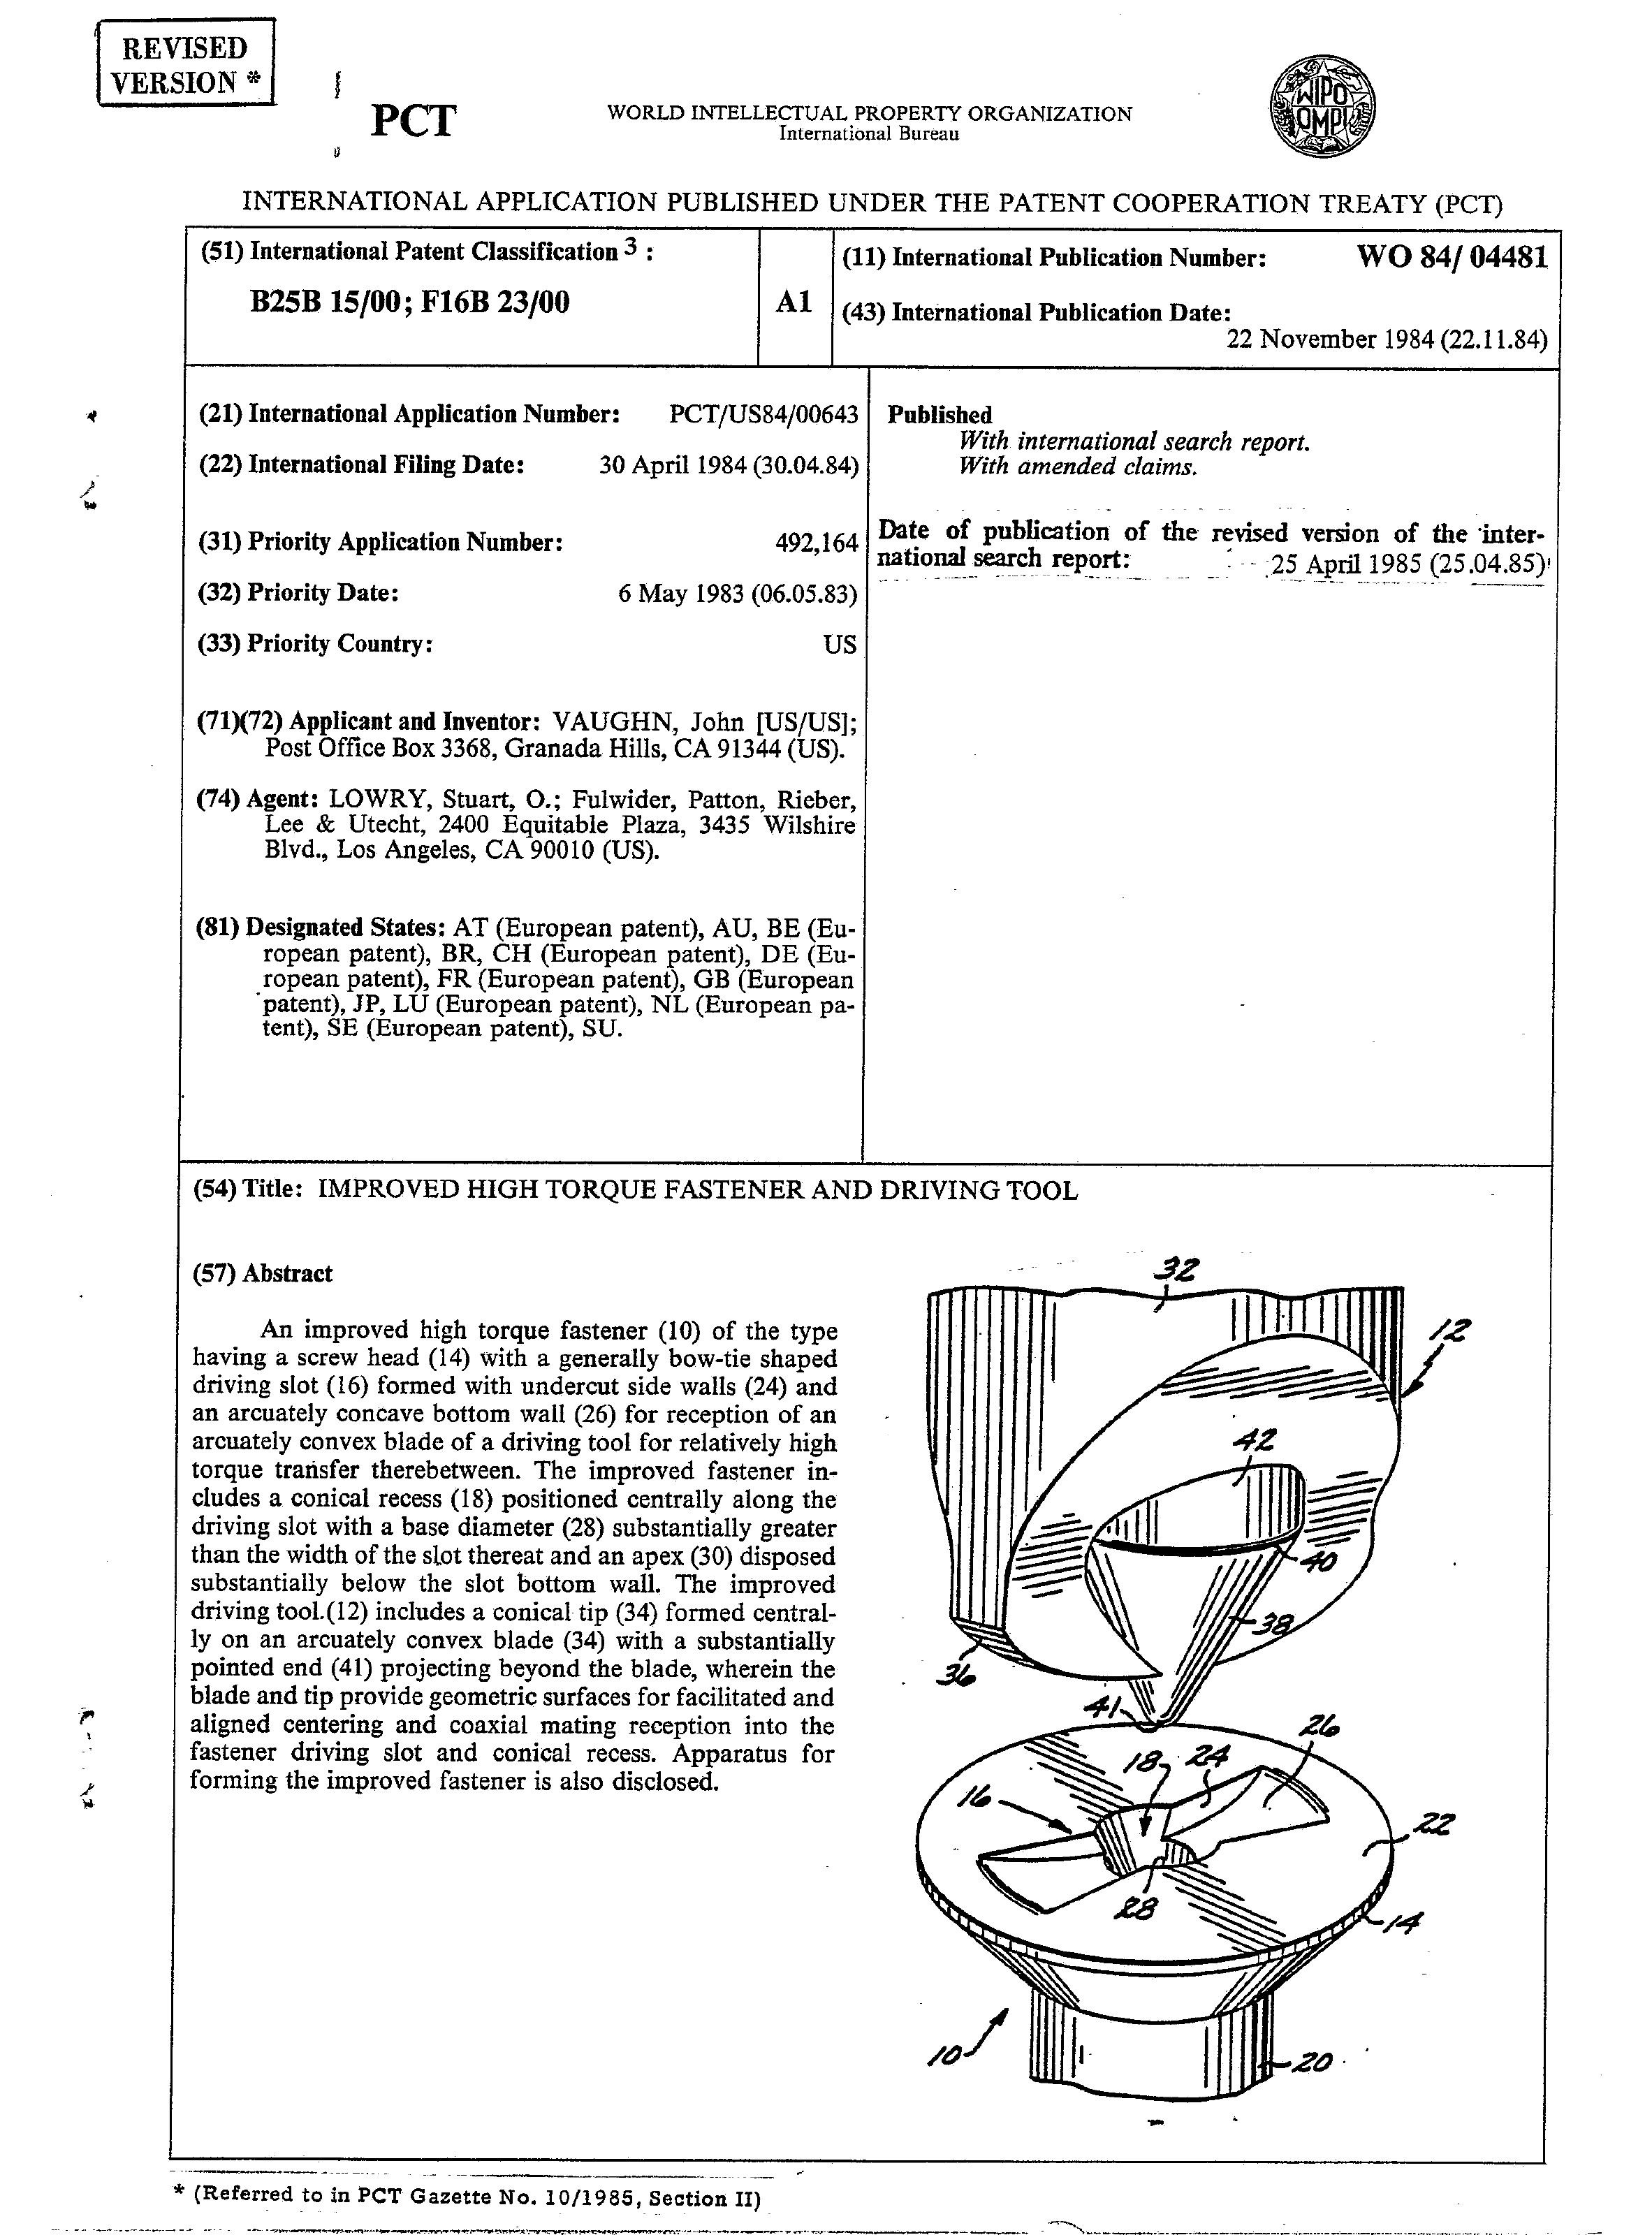 REVISED
VERSION *
PCT
WORLD INTELLECTUAL PROPERTY ORGANIZATION
International Bureau
WIPO
OMPI
INTERNATIONAL APPLICATION PUBLISHED UNDER THE PATENT COOPERATION TREATY (PCT)
(51) International Patent Classification 3 :
B25B 15/00; F16B 23/00
A1
(11) International Publication Number: WO 84/ 04481
(43) International Publication Date:
22 November 1984 (22.11.84)
(21) International Application Number: PCT/US84/00643
(22) International Filing Date: 30 April 1984 (30.04.84)
(31) Priority Application Number: 492,164
(32) Priority Date: 6 May 1983 (06.05.83)
(33) Priority Country: US
(71)(72) Applicant and Inventor: VAUGHN, John [US/US];
Post Office Box 3368, Granada Hills, CA 91344 (US).
(74) Agent: LOWRY, Stuart, O.; Fulwider, Patton, Rieber,
Lee & Utecht, 2400 Equitable Plaza, 3435 Wilshire
Blvd., Los Angeles, CA 90010 (US).
(81) Designated States: AT (European patent), AU, BE (Eu-
ropean patent), BR, CH (European patent), DE (Eu-
ropean patent), FR (European patent), GB (European
patent), JP, LU (European patent), NL (European pa-
tent), SE (European patent), SU.
Published
With international search report.
With amended claims.
Date of publication of the revised version of the inter-
national search report: 25 April 1985 (25.04.85)
(54) Title: IMPROVED HIGH TORQUE FASTENER AND DRIVING TOOL
(57) Abstract
An improved high torque fastener (10) of the type
having a screw head (14) with a generally bow-tie shaped
driving slot (16) formed with undercut side walls (24) and
an arcuately concave bottom wall (26) for reception of an
arcuately convex blade of a driving tool for relatively high
torque transfer therebetween. The improved fastener in-
cludes a conical recess (18) positioned centrally along the
driving slot with a base diameter (28) substantially greater
than the width of the slot thereat and an apex (30) disposed
substantially below the slot bottom wall. The improved
driving tool.(12) includes a conical tip (34) formed central-
ly on an arcuately convex blade (34) with a substantially
pointed end (41) projecting beyond the blade, wherein the
blade and tip provide geometric surfaces for facilitated and
aligned centering and coaxial mating reception into the
fastener driving slot and conical recess. Apparatus for
forming the improved fastener is also disclosed.
32
12
42
40
38
36
41
26
18
24
16
22
28
14
10
20
* (Referred to in PCT Gazette No. 10/1985, Section II)